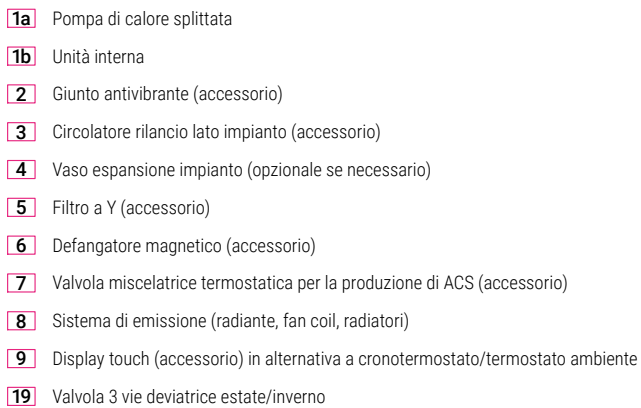 1a Pompa di calore splittata
1b Unità interna
2 Giunto antivibrante (accessorio)
3 Circolatore rilancio lato impianto (accessorio)
4 Vaso espansione impianto (opzionale se necessario)
5 Filtro a Y (accessorio)
6 Defangatore magnetico (accessorio)
7 Valvola miscelatrice termostatica per la produzione di ACS (accessorio)
8 Sistema di emissione (radiante, fan coil, radiatori)
9 Display touch (accessorio) in alternativa a cronotermostato/termostato ambiente
19 Valvola 3 vie deviatrice estate/inverno